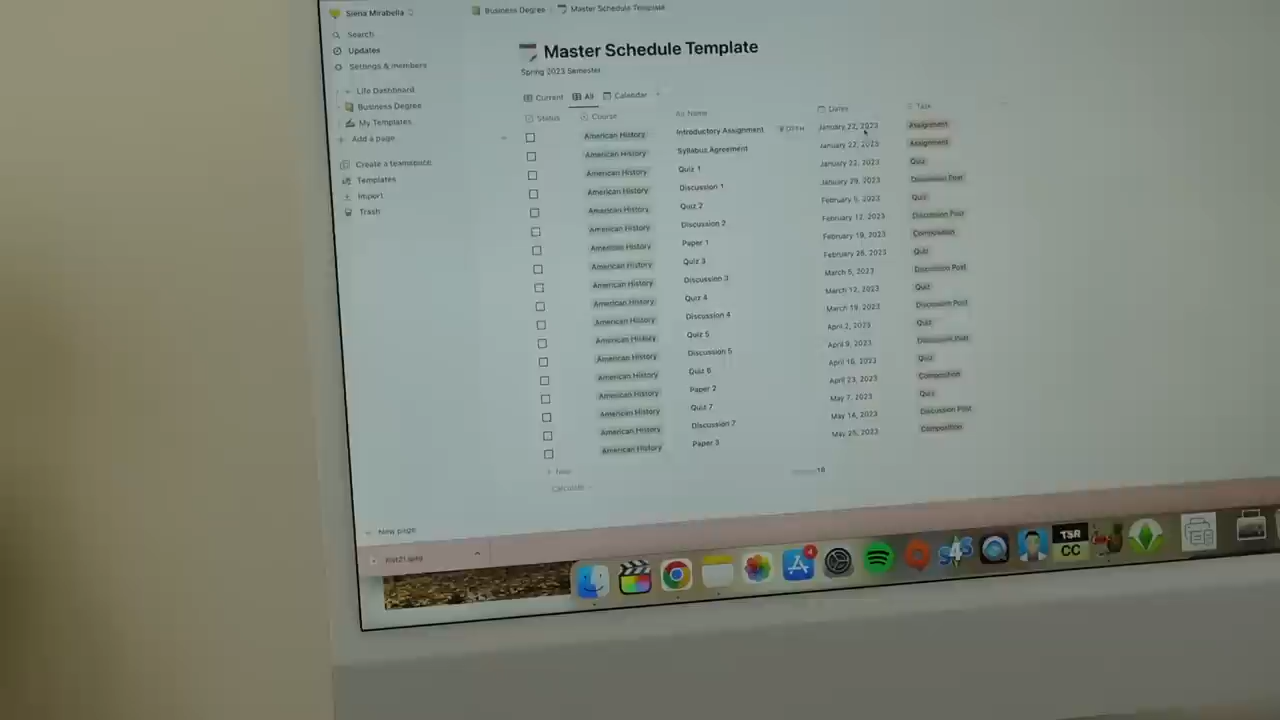 Siena Mirabella
Business Degree Master Schedule Template
Search
Updates
Settings & members
Life Dashboard
Business Degree
My Templates
Add a page
Create a teamspace
Templates
Import
Trash
New page
Master Schedule Template
Spring 2023 Semester
Current All Calendar
Status Course Aa Name Dates Task
American History Introductory Assignment OPEN January 22, 2023 Assignment
American History Syllabus Agreement January 22, 2023 Assignment
American History Quiz 1 January 22, 2023 Quiz
American History Discussion 1 January 29, 2023 Discussion Post
American History Quiz 2 February 5, 2023 Quiz
American History Discussion 2 February 12, 2023 Discussion Post
American History Paper 1 February 19, 2023 Composition
American History Quiz 3 February 26, 2023 Quiz
American History Discussion 3 March 5, 2023 Discussion Post
American History Quiz 4 March 12, 2023 Quiz
American History Discussion 4 March 19, 2023 Discussion Post
American History Quiz 5 April 2, 2023 Quiz
American History Discussion 5 April 9, 2023 Discussion Post
American History Quiz 6 April 16, 2023 Quiz
American History Paper 2 April 23, 2023 Composition
American History Quiz 7 May 7, 2023 Quiz
American History Discussion 7 May 14, 2023 Discussion Post
American History Paper 3 May 25, 2023 Composition
+ New
Calculate 18
4
TSR
CC